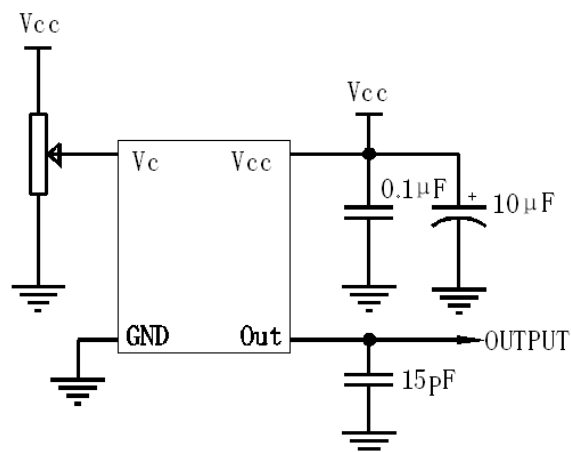 Vcc
Vcc
Vc
Vcc
0.1μF
+
10μF
GND
Out
OUTPUT
15pF